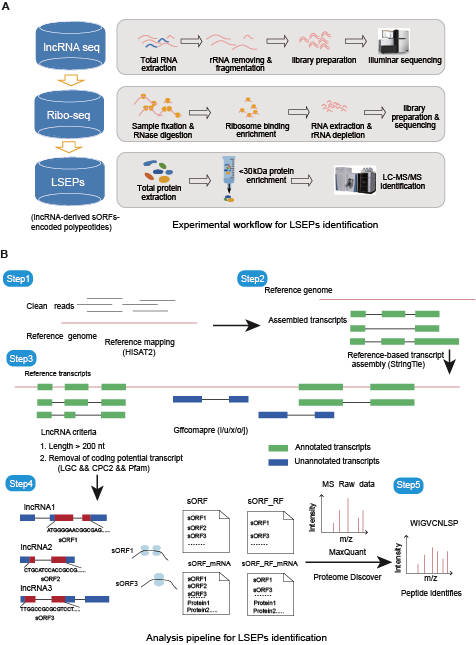 A
lncRNA seq
Total RNA
extraction
rRNA removing &
fragmentation
library preparation
Illuminar sequencing
Ribo-seq
Sample fixation &
RNase digestion
Ribosome binding
enrichment
RNA extraction &
rRNA depletion
library
preparation &
sequencing
LSEPs
Total protein
extraction
<30kDa protein
enrichment
LC-MS/MS
identification
(lncRNA-derived sORFs-
encoded polypeptides)
Experimental workflow for LSEPs identification
B
Step1
Clean reads
Reference genome
Reference mapping
(HISAT2)
Step2
Reference genome
Assembled transcripts
Reference-based transcript
assembly (StringTie)
Step3
Reference transcripts
Gffcomapre (i/u/x/o/j)
LncRNA criteria
1. Length > 200 nt
2. Removal of coding potential transcript
(LGC && CPC2 && Pfam)
Annotated transcripts
Unannotated transcripts
Step4
lncRNA1
ATGGGGAACGGCGAG.....
sORF1
lncRNA2
CTGCATCCACCGCCG.....
sORF2
lncRNA3
TTGGCCGCGCGTCCT.....
sORF3
sORF1
sORF3
sORF
sORF1
sORF2
sORF3
.......
sORF_RF
sORF1
sORF3
.......
sORF_mRNA
sORF1
sORF2
sORF3
.......
Protein1
Protein2.....
sORF_RF_mRNA
sORF1
sORF3
.......
Protein1
Protein2.....
MS Raw data
Intensity
m/z
MaxQuant
Proteome Discover
Step5
WIGVCNLSP
Intensity
m/z
Peptide identifies
Analysis pipeline for LSEPs identification